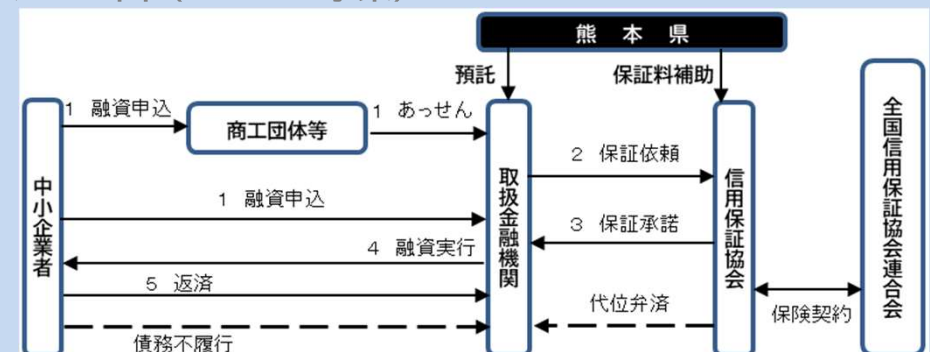 熊本県
預託
保証料補助
1 融資申込
商工団体等
1 あっせん
2 保証依頼
1 融資申込
3 保証承諾
4 融資実行
5 返済
代位弁済
債務不履行
保険契約
中小企業者
取扱金融機関
信用保証協会
全国信用保証協会連合会